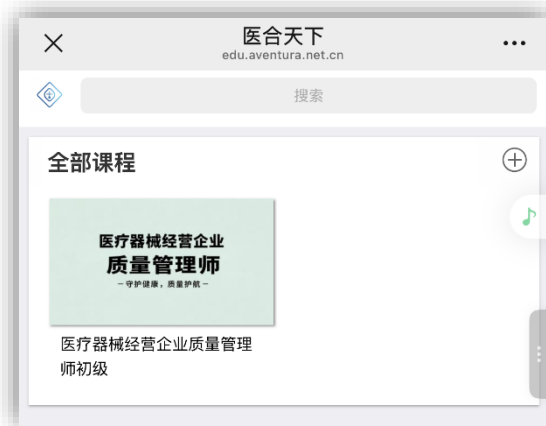 医合天下
edu.aventura.net.cn
搜索
全部课程
医疗器械经营企业
质量管理师
－守护健康，质量护航－
医疗器械经营企业质量管理
师初级